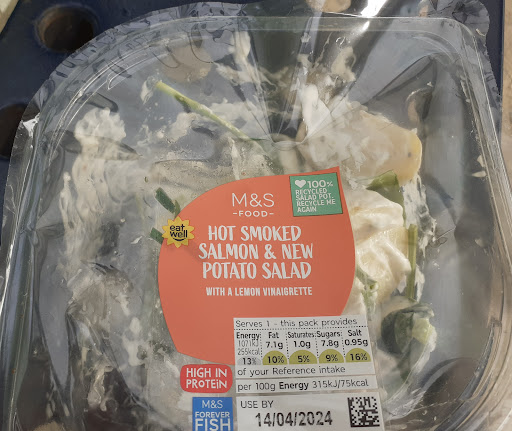 M&S
-FOOD-
100%
RECYCLED
SALAD POT.
RECYCLE ME
AGAIN
eat
well
HOT SMOKED
SALMON & NEW
POTATO SALAD
WITH A LEMON VINAIGRETTE
Serves 1 - this pack provides
Energy: Fat Saturates: Sugars: Salt
1071kJ 7.1g 1.0g 7.8g 0.95g
255kcal
13% 10% 5% 9% 16%
of your Reference intake
HIGH IN
PROTEIN
per 100g Energy 315kJ/75kcal
M&S
FOREVER
FISH
USE BY
14/04/2024